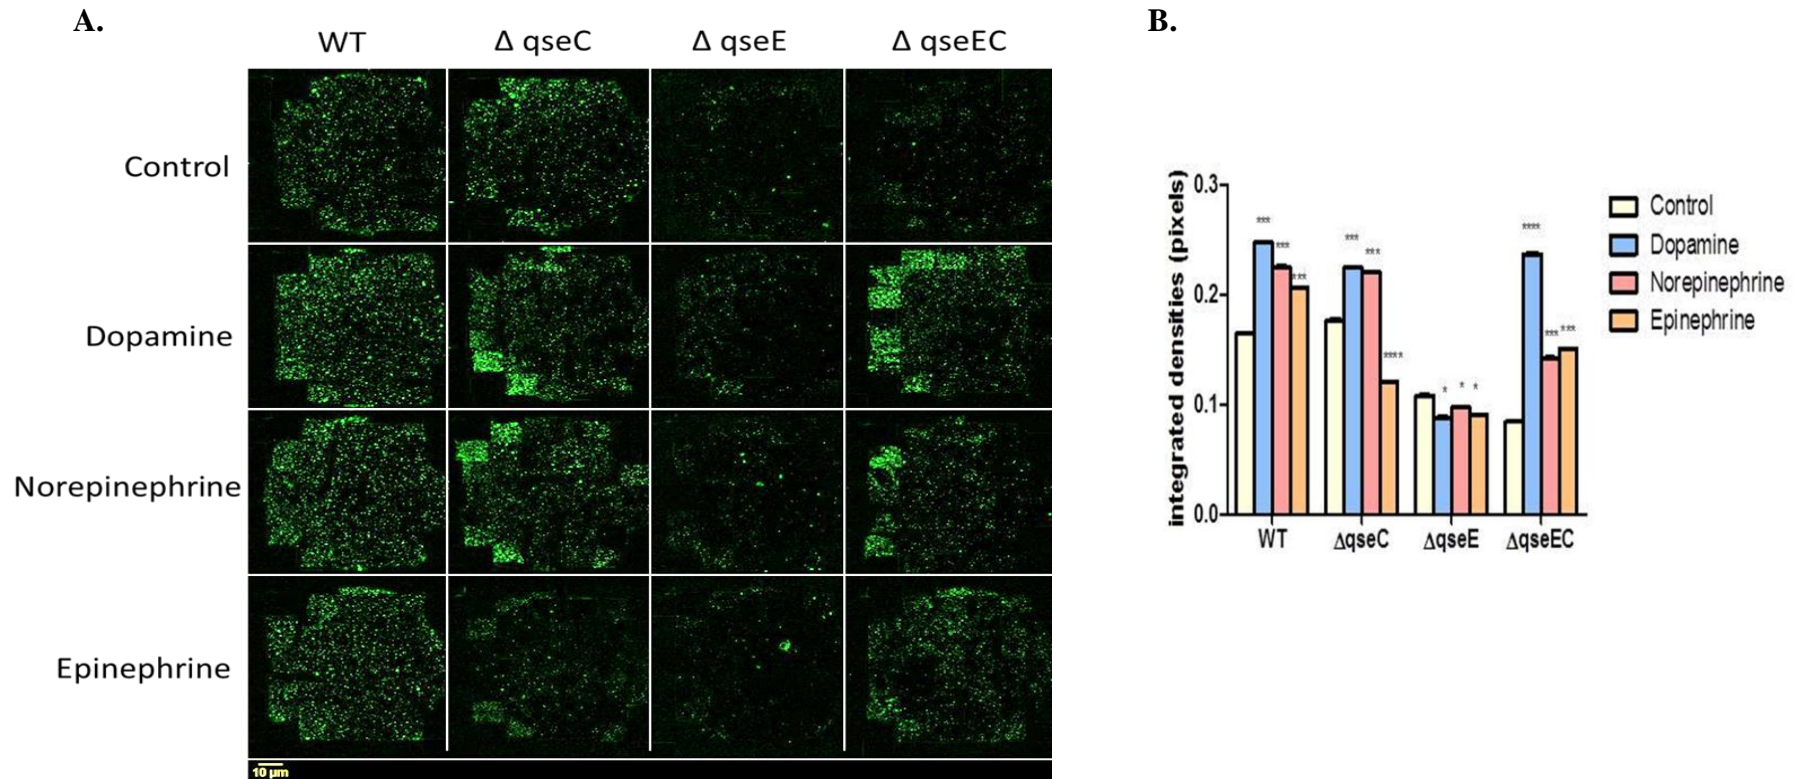 A.
B.
WT Δ qseC Δ qseE Δ qseEC
Control
Dopamine
Norepinephrine
Epinephrine
10 µm
integrated densities (pixels)
0.3
0.2
0.1
0.0
*** *** ***
*** *** ****
* * *
**** *** ***
WT ΔqseC ΔqseE ΔqseEC
Control
Dopamine
Norepinephrine
Epinephrine